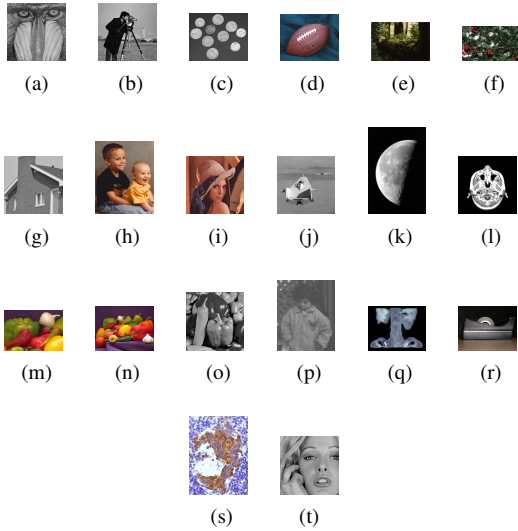 (a) (b) (c) (d) (e) (f)
(g) (h) (i) (j) (k) (l)
(m) (n) (o) (p) (q) (r)
(s) (t)